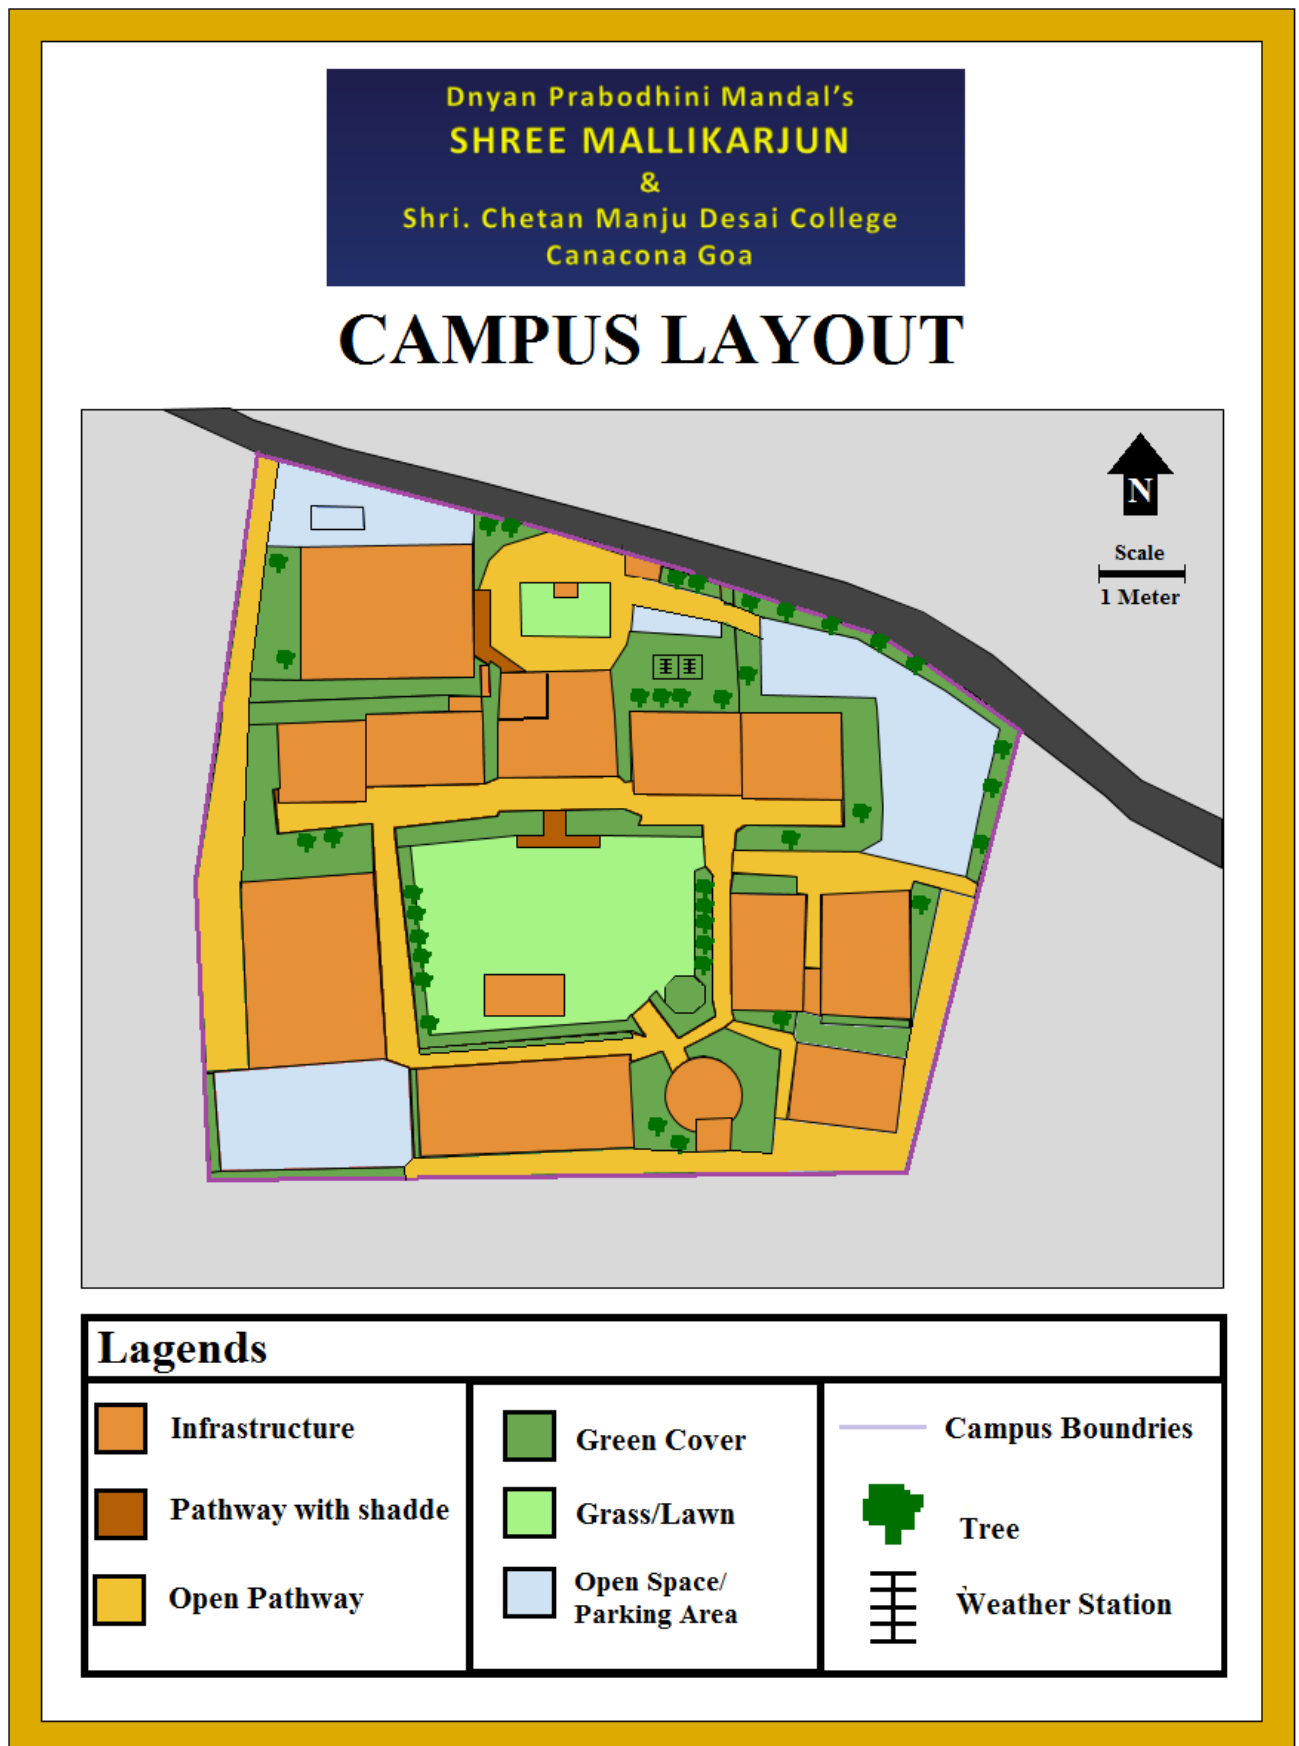 Dnyan Prabodhini Mandal's
SHREE MALLIKARJUN
&
Shri. Chetan Manju Desai College
Canacona Goa
CAMPUS LAYOUT
N
Scale
1 Meter
Lagends
Infrastructure
Pathway with shadde
Open Pathway
Green Cover
Grass/Lawn
Open Space/
Parking Area
Campus Boundries
Tree
Weather Station